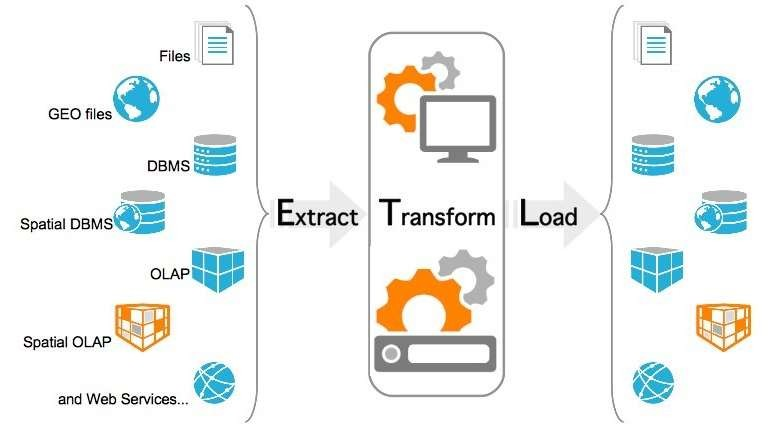 Files
GEO files
DBMS
Spatial DBMS
Extract Transform Load
OLAP
Spatial OLAP
and Web Services...